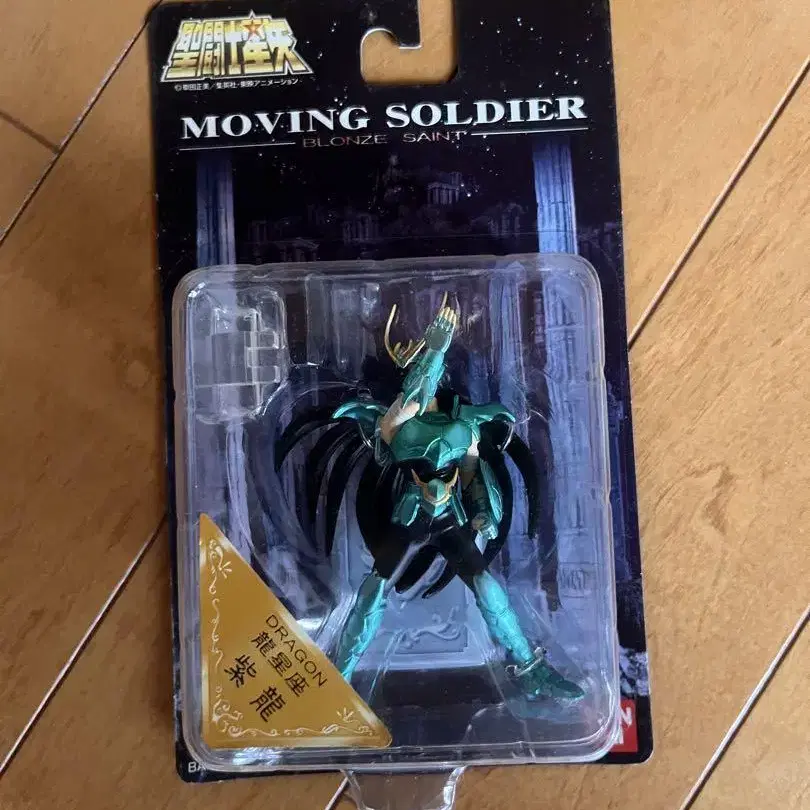 聖闘士星矢
©車田正美/集英社・東映アニメーション
MOVING SOLDIER
BLONZE SAINT
DRAGON
龍星座
紫龍
BA